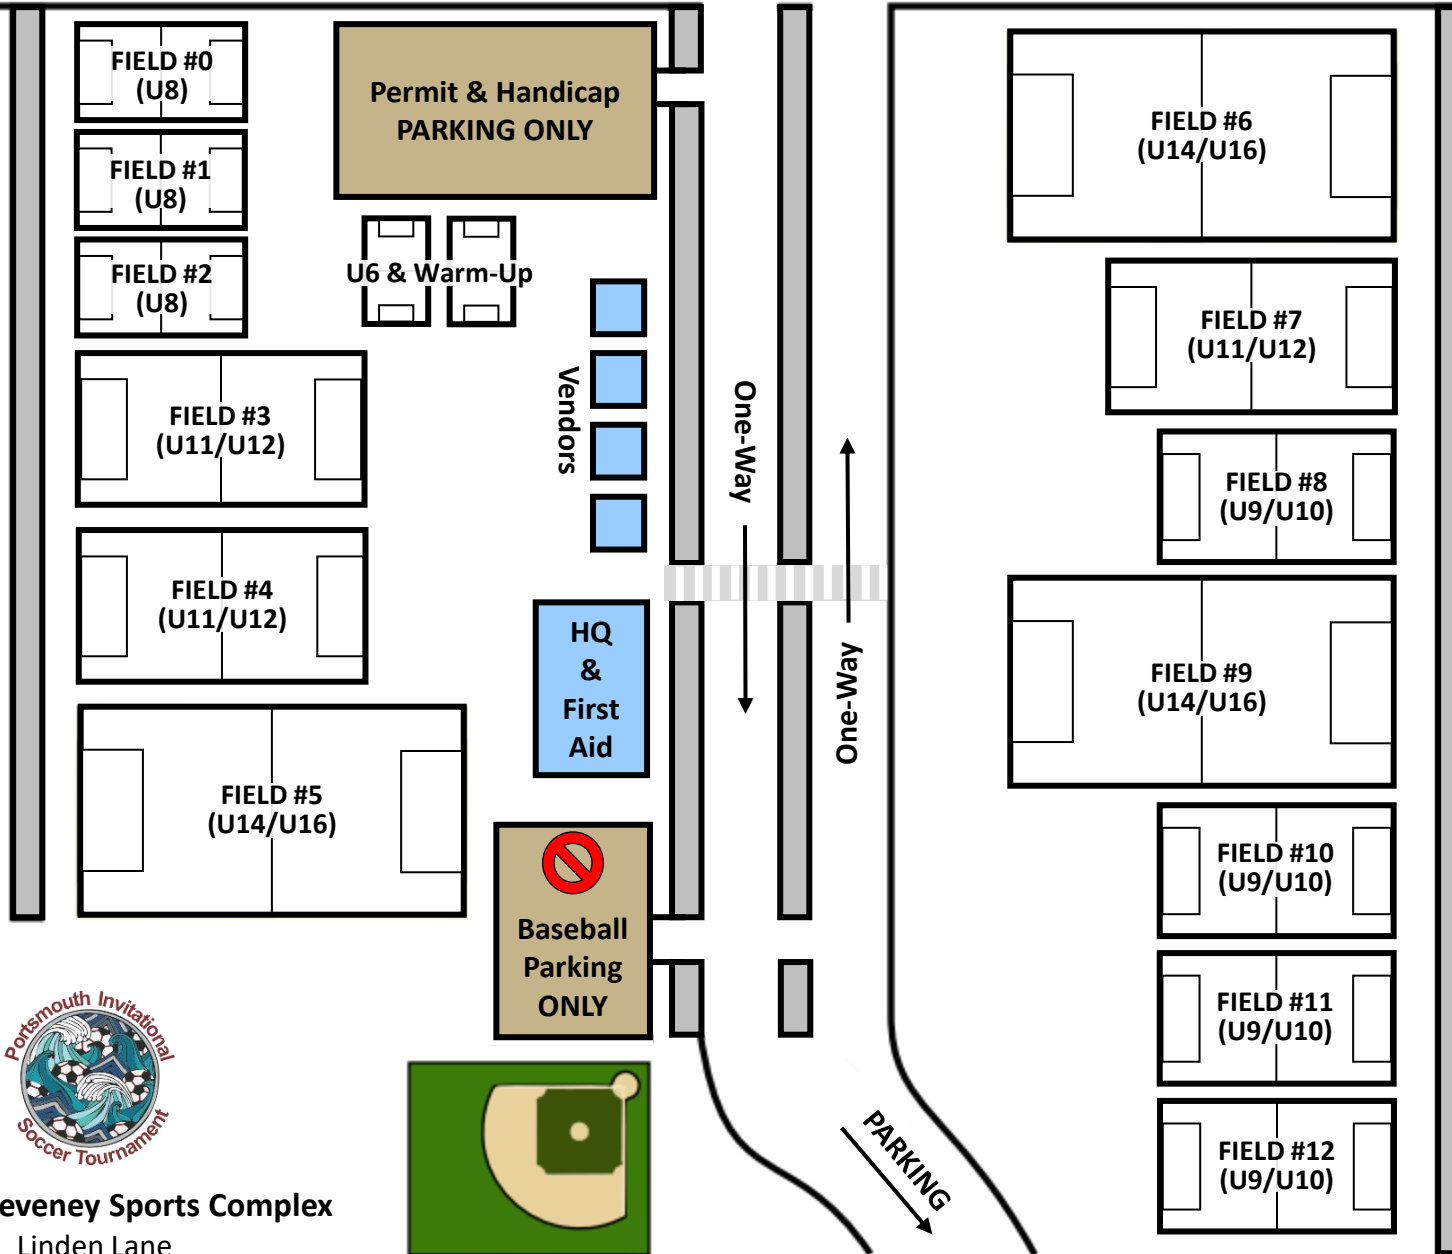 FIELD #0
(U8)
FIELD #1
(U8)
FIELD #2
(U8)
FIELD #3
(U11/U12)
FIELD #4
(U11/U12)
FIELD #5
(U14/U16)
Permit & Handicap
PARKING ONLY
U6 & Warm-Up
Vendors
HQ
&
First
Aid
Baseball
Parking
ONLY
One-Way
One-Way
PARKING
FIELD #6
(U14/U16)
FIELD #7
(U11/U12)
FIELD #8
(U9/U10)
FIELD #9
(U14/U16)
FIELD #10
(U9/U10)
FIELD #11
(U9/U10)
FIELD #12
(U9/U10)
Portsmouth Invitational
Soccer Tournament
eveney Sports Complex
Linden Lane